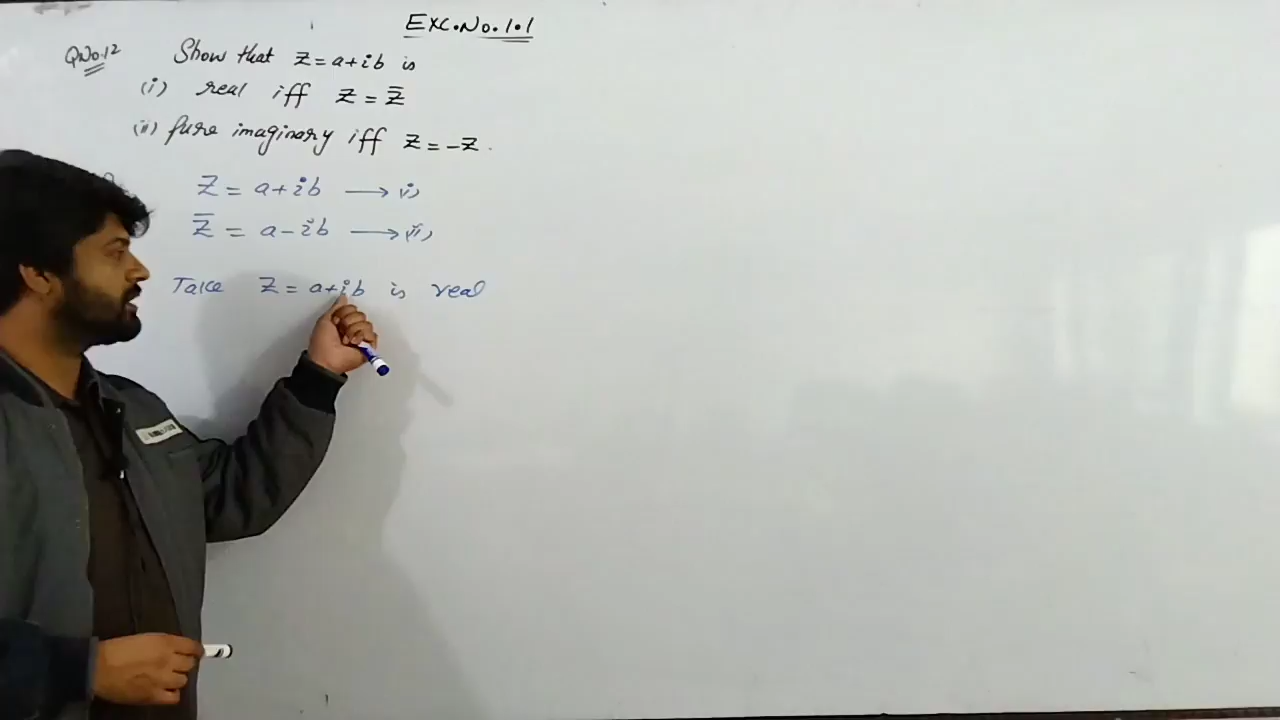 Exc.No.1.1
QNo.12 Show that z = a + ib is
(i) real iff z = z̅
(ii) pure imaginary iff z = -z.
z = a + ib ⟶ (i)
z̅ = a - ib ⟶ (ii)
Take z = a + ib is real